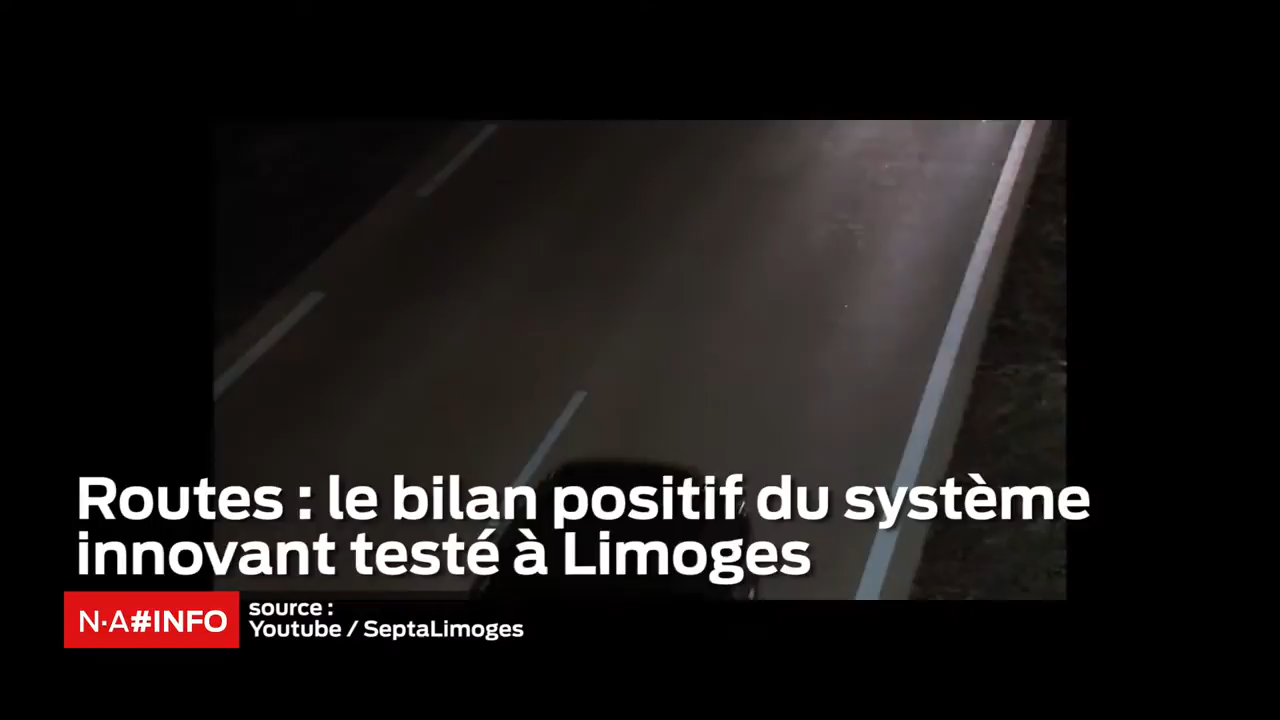 Routes : le bilan positif du système
innovant testé à Limoges
N·A#INFO
source :
Youtube / SeptaLimoges